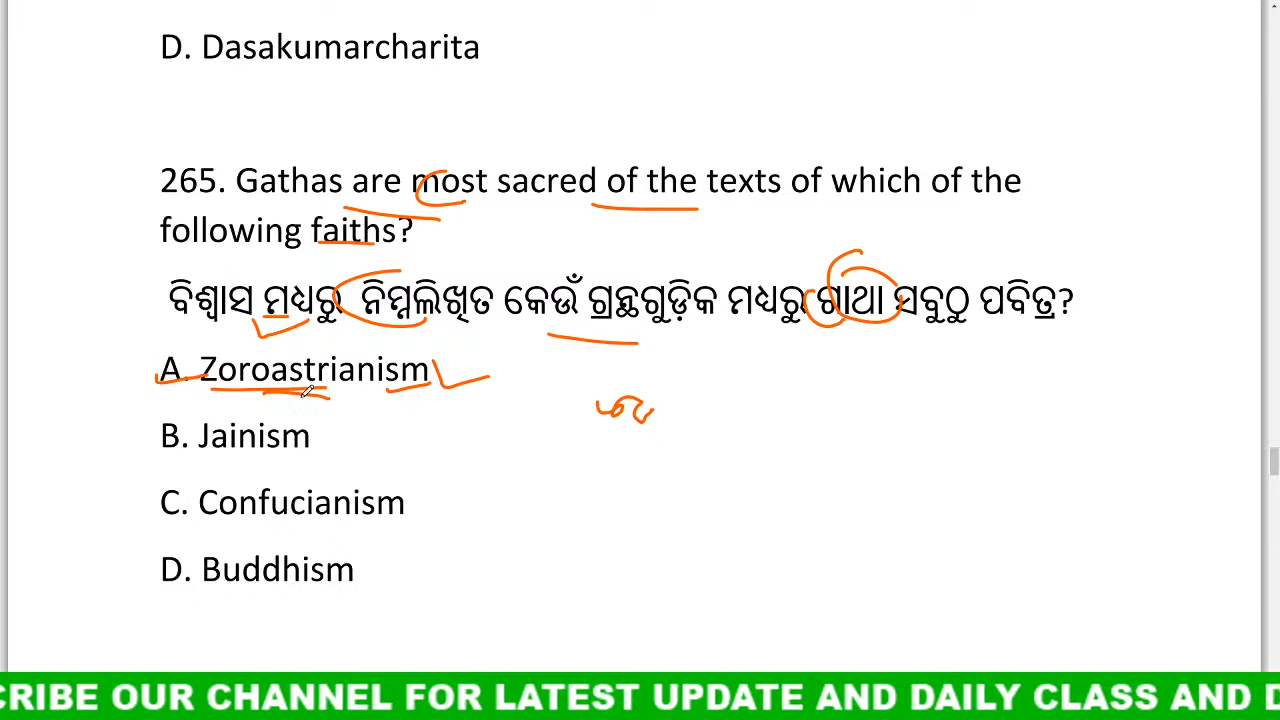 D. Dasakumarcharita
265. Gathas are most sacred of the texts of which of the
following faiths?
ବିଶ୍ୱାସ ମଧ୍ୟରୁ ନିମ୍ନଲିଖିତ କେଉଁ ଗ୍ରନ୍ଥଗୁଡ଼ିକ ମଧ୍ୟରୁ ଗାଥା ସବୁଠୁ ପବିତ୍ର?
A. Zoroastrianism
B. Jainism
C. Confucianism
D. Buddhism
CRIBE OUR CHANNEL FOR LATEST UPDATE AND DAILY CLASS AND D